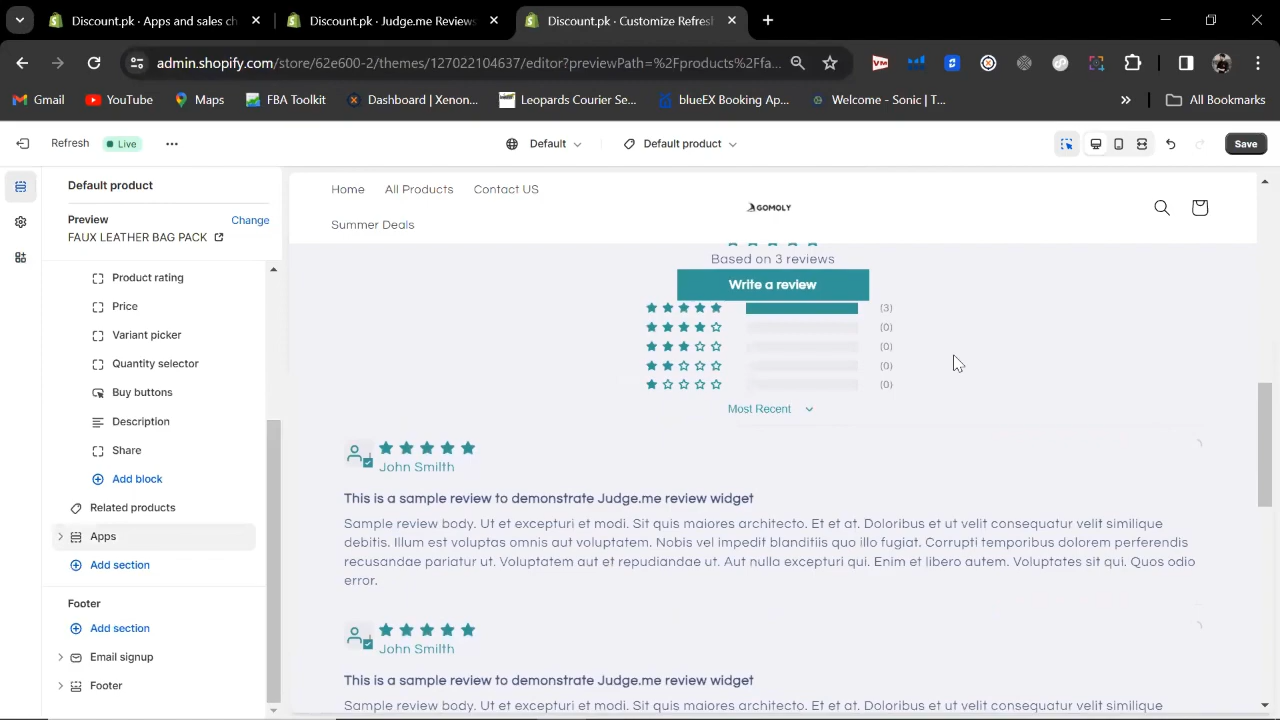 Discount.pk · Apps and sales ch
Discount.pk · Judge.me Reviews
Discount.pk · Customize Refresh
admin.shopify.com/store/62e600-2/themes/127022104637/editor?previewPath=%2Fproducts%2Ffa...
Gmail
YouTube
Maps
FBA Toolkit
Dashboard | Xenon...
Leopards Courier Se...
blueEX Booking Ap...
Welcome - Sonic | T...
All Bookmarks
Refresh
Live
Default
Default product
Save
Default product
Preview
Change
FAUX LEATHER BAG PACK
Product rating
Price
Variant picker
Quantity selector
Buy buttons
Description
Share
Add block
Related products
Apps
Add section
Footer
Add section
Email signup
Footer
Home
All Products
Contact US
Summer Deals
GOMOLY
Based on 3 reviews
Write a review
(3)
(0)
(0)
(0)
(0)
Most Recent
John Smilth
This is a sample review to demonstrate Judge.me review widget
Sample review body. Ut et excepturi et modi. Sit quis maiores architecto. Et et at. Doloribus et ut velit consequatur velit similique
debitis. Illum est voluptas omnis aut voluptatem. Nobis vel impedit blanditiis quo illo fugiat. Corrupti temporibus dolorem perferendis
recusandae pariatur ut. Voluptatem aut et repudiandae ut. Aut nulla excepturi qui. Enim et libero autem. Voluptates sit qui. Quos odio
error.
John Smilth
This is a sample review to demonstrate Judge.me review widget
Sample review body. Ut et excepturi et modi. Sit quis maiores architecto. Et et at. Doloribus et ut velit consequatur velit similique